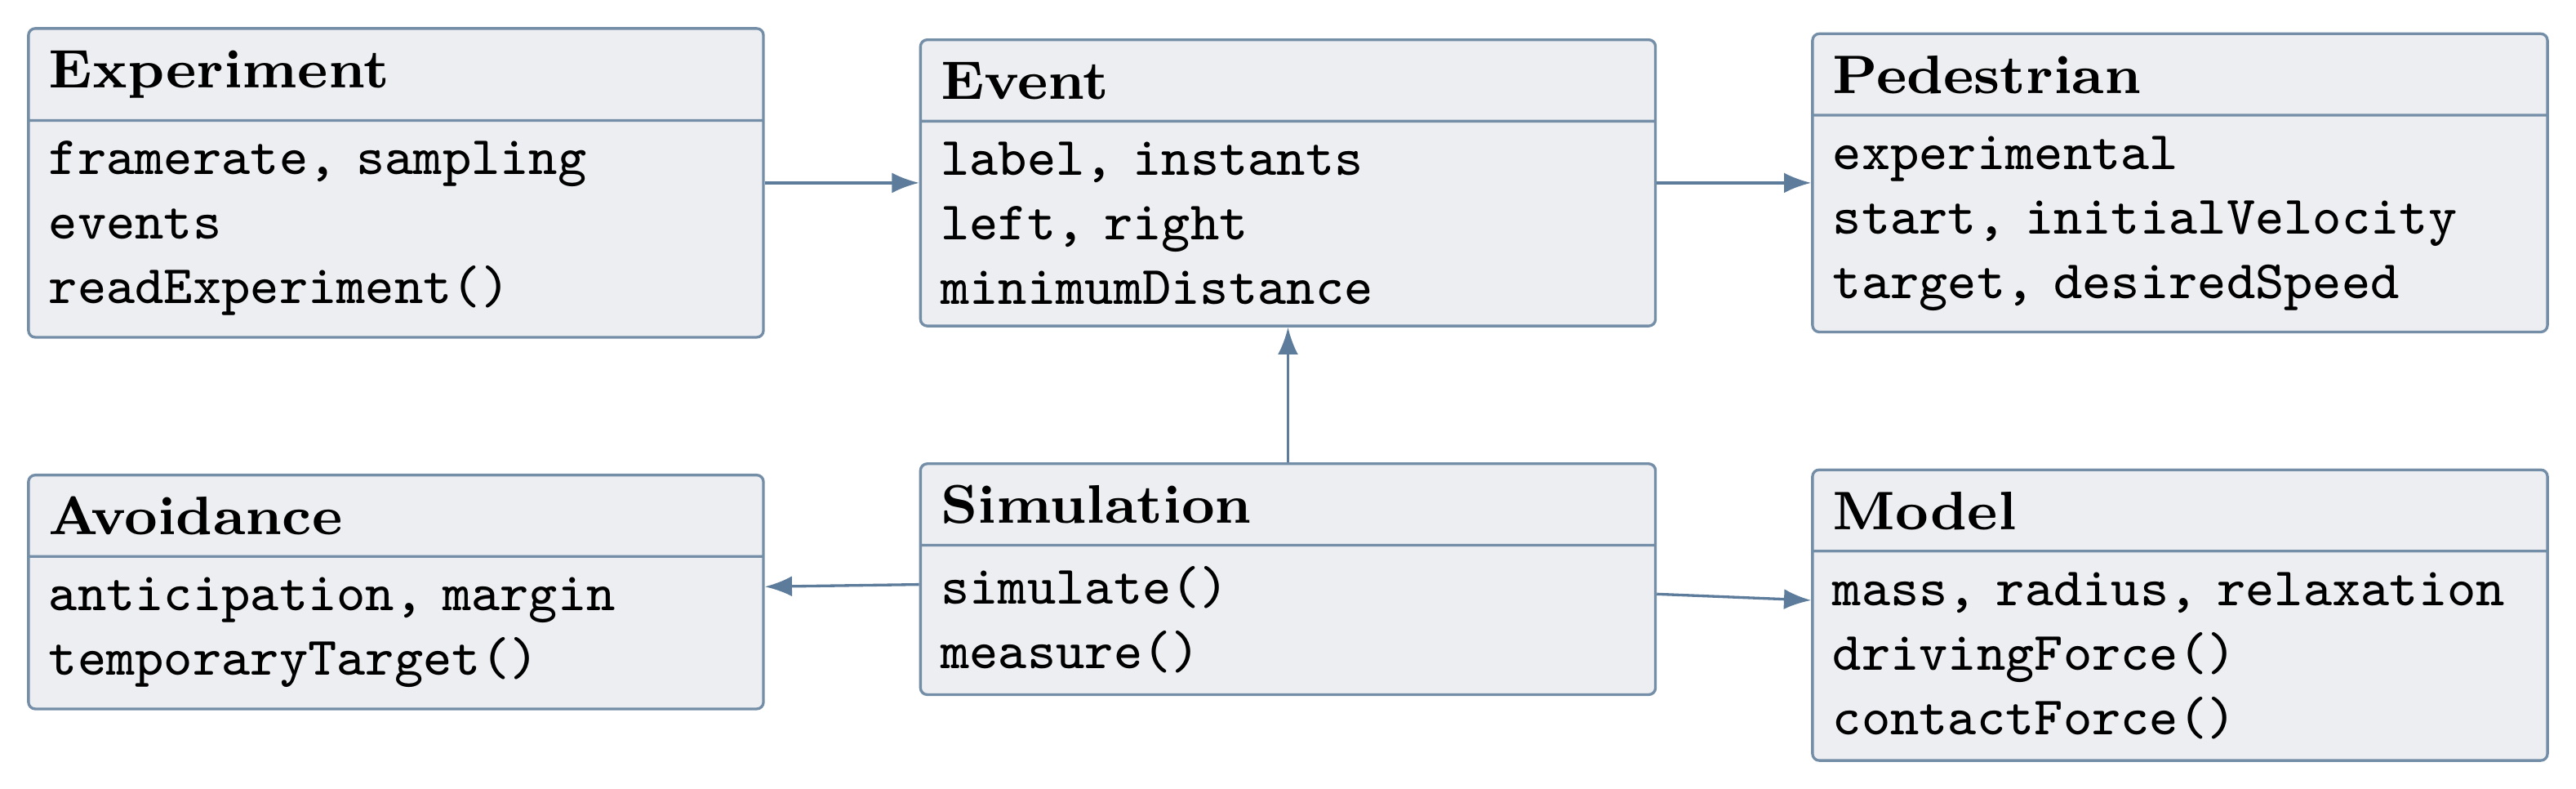 Experiment
framerate, sampling
events
readExperiment()
Event
label, instants
left, right
minimumDistance
Pedestrian
experimental
start, initialVelocity
target, desiredSpeed
Avoidance
anticipation, margin
temporaryTarget()
Simulation
simulate()
measure()
Model
mass, radius, relaxation
drivingForce()
contactForce()